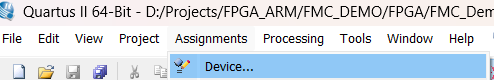 Quartus II 64-Bit - D:/Projects/FPGA_ARM/FMC_DEMO/FPGA/FMC_Dem
File Edit View Project Assignments Processing Tools Window Help
Device...